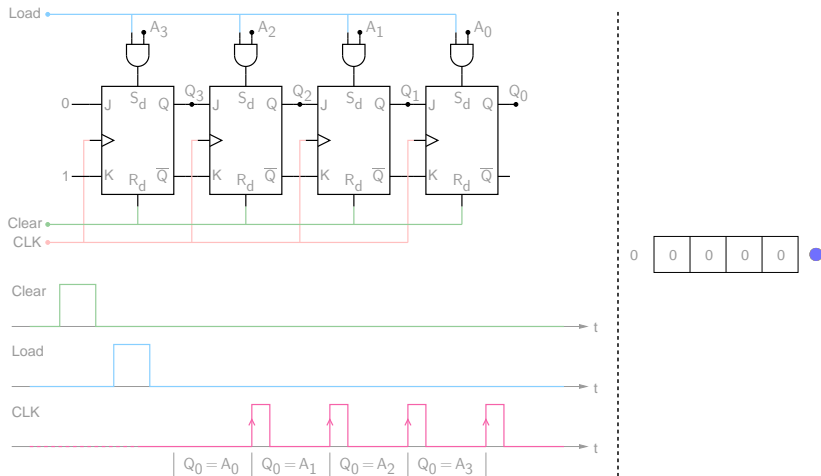 Load
A3 A2 A1 A0
Sd Sd Sd Sd
0 J Q Q3 J Q Q2 J Q Q1 J Q Q0
1 K Q K Q K Q K Q
Rd Rd Rd Rd
Clear
CLK
0 0 0 0 0
Clear
t
Load
t
CLK
t
Q0 = A0 Q0 = A1 Q0 = A2 Q0 = A3